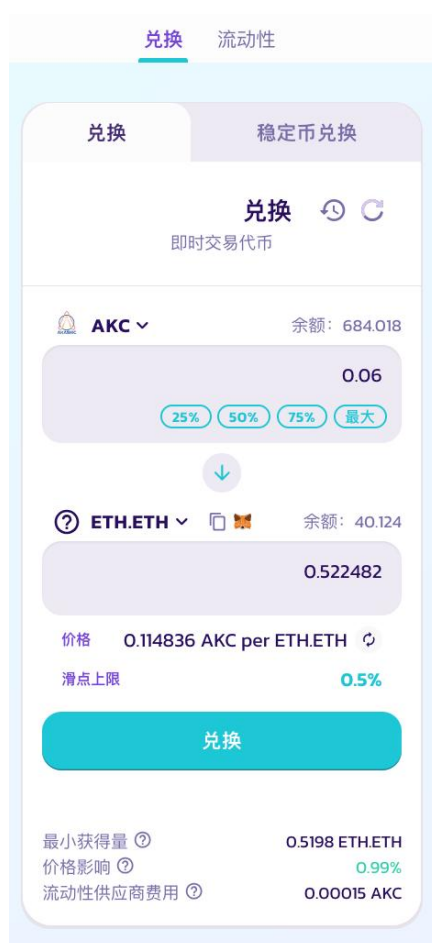 兑换 流动性
兑换 稳定币兑换
兑换
即时交易代币
AKC 余额：684.018
0.06
25% 50% 75% 最大
ETH.ETH 余额：40.124
0.522482
价格 0.114836 AKC per ETH.ETH
滑点上限 0.5%
兑换
最小获得量 0.5198 ETH.ETH
价格影响 0.99%
流动性供应商费用 0.00015 AKC